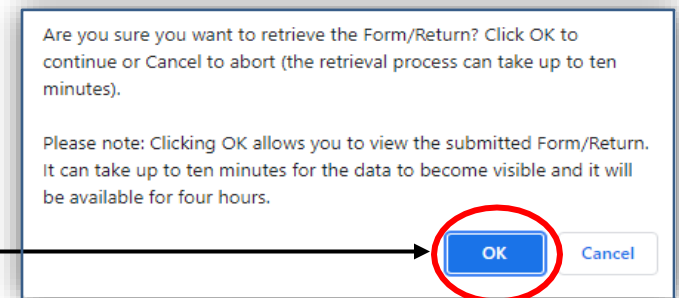 Are you sure you want to retrieve the Form/Return? Click OK to
continue or Cancel to abort (the retrieval process can take up to ten
minutes).
Please note: Clicking OK allows you to view the submitted Form/Return.
It can take up to ten minutes for the data to become visible and it will
be available for four hours.
OK Cancel